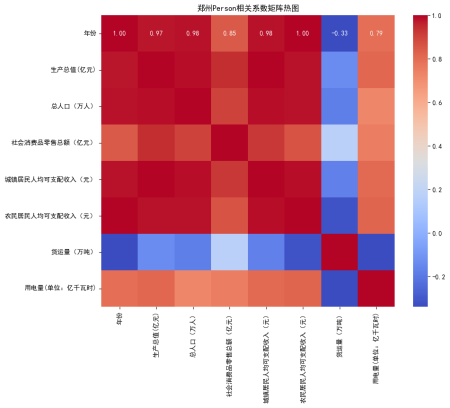 郑州Person相关系数矩阵热图
年份
1.00 0.97 0.98 0.85 0.98 1.00 -0.33 0.79
生产总值(亿元)
总人口（万人）
社会消费品零售总额（亿元）
城镇居民人均可支配收入（元）
农民居民人均可支配收入（元）
货运量（万吨）
用电量(单位：亿千瓦时)
年份
生产总值(亿元)
总人口（万人）
社会消费品零售总额（亿元）
城镇居民人均可支配收入（元）
农民居民人均可支配收入（元）
货运量（万吨）
用电量(单位：亿千瓦时)
1.0
0.8
0.6
0.4
0.2
0.0
-0.2